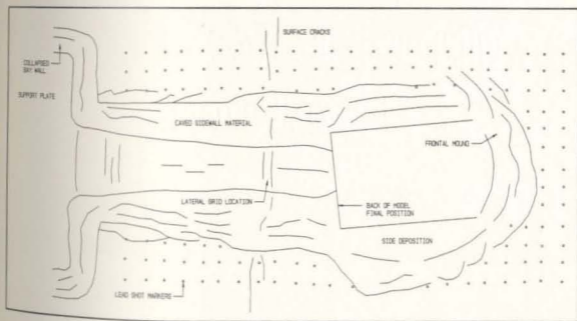 SURFACE CRACKS
COLLAPSED
BAY WALL
SUPPORT PLATE
CAVED SIDEWALL MATERIAL
FRONTAL MOUND
LATERAL GRID LOCATION
BACK OF MODEL
FINAL POSITION
SIDE DEPOSITION
LEAD SHOT MARKERS